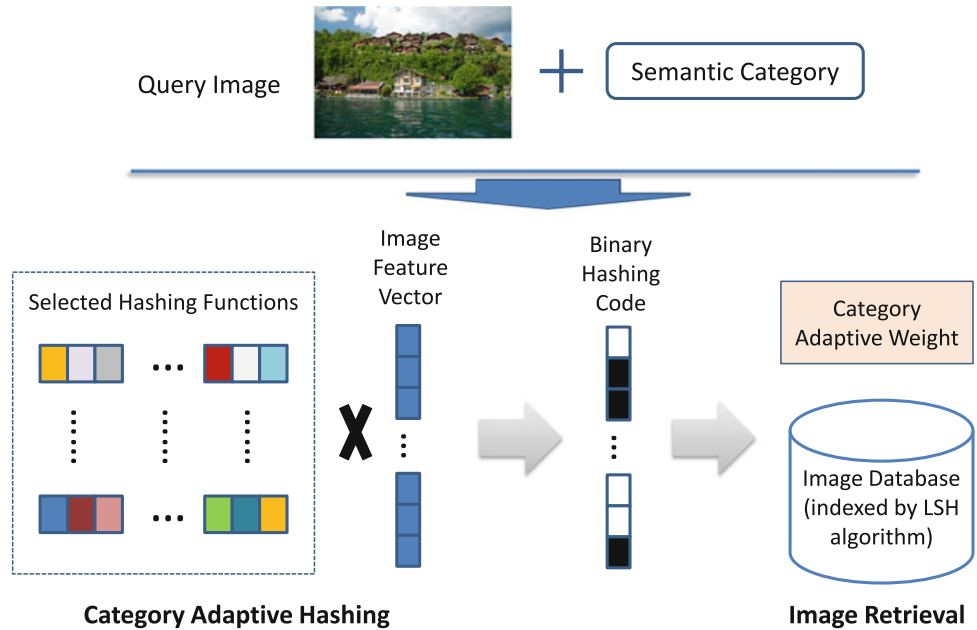 Query Image
Semantic Category
Image
Feature
Vector
Binary
Hashing
Code
Selected Hashing Functions
Category
Adaptive Weight
Image Database
(indexed by LSH
algorithm)
Category Adaptive Hashing
Image Retrieval